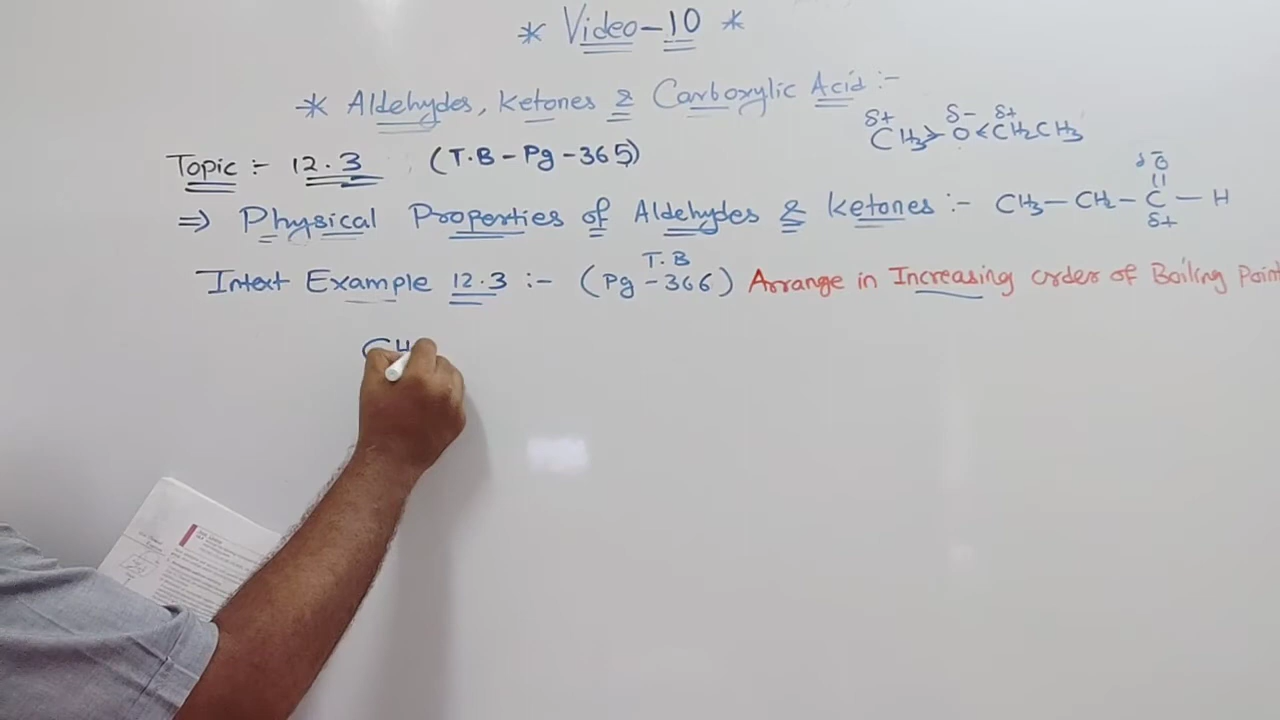 * Video-10 *
* Aldehydes, Ketones & Carboxylic Acid :-
δ+ δ- δ+
CH3>O<CH2CH3
Topic :- 12.3 (T.B-Pg-365)
δ- O
⇒ Physical Properties of Aldehydes & Ketones :- CH3-CH2-C-H
δ+
T.B
Intext Example 12.3 :- (Pg-366) Arrange in Increasing order of Boiling Point
CH